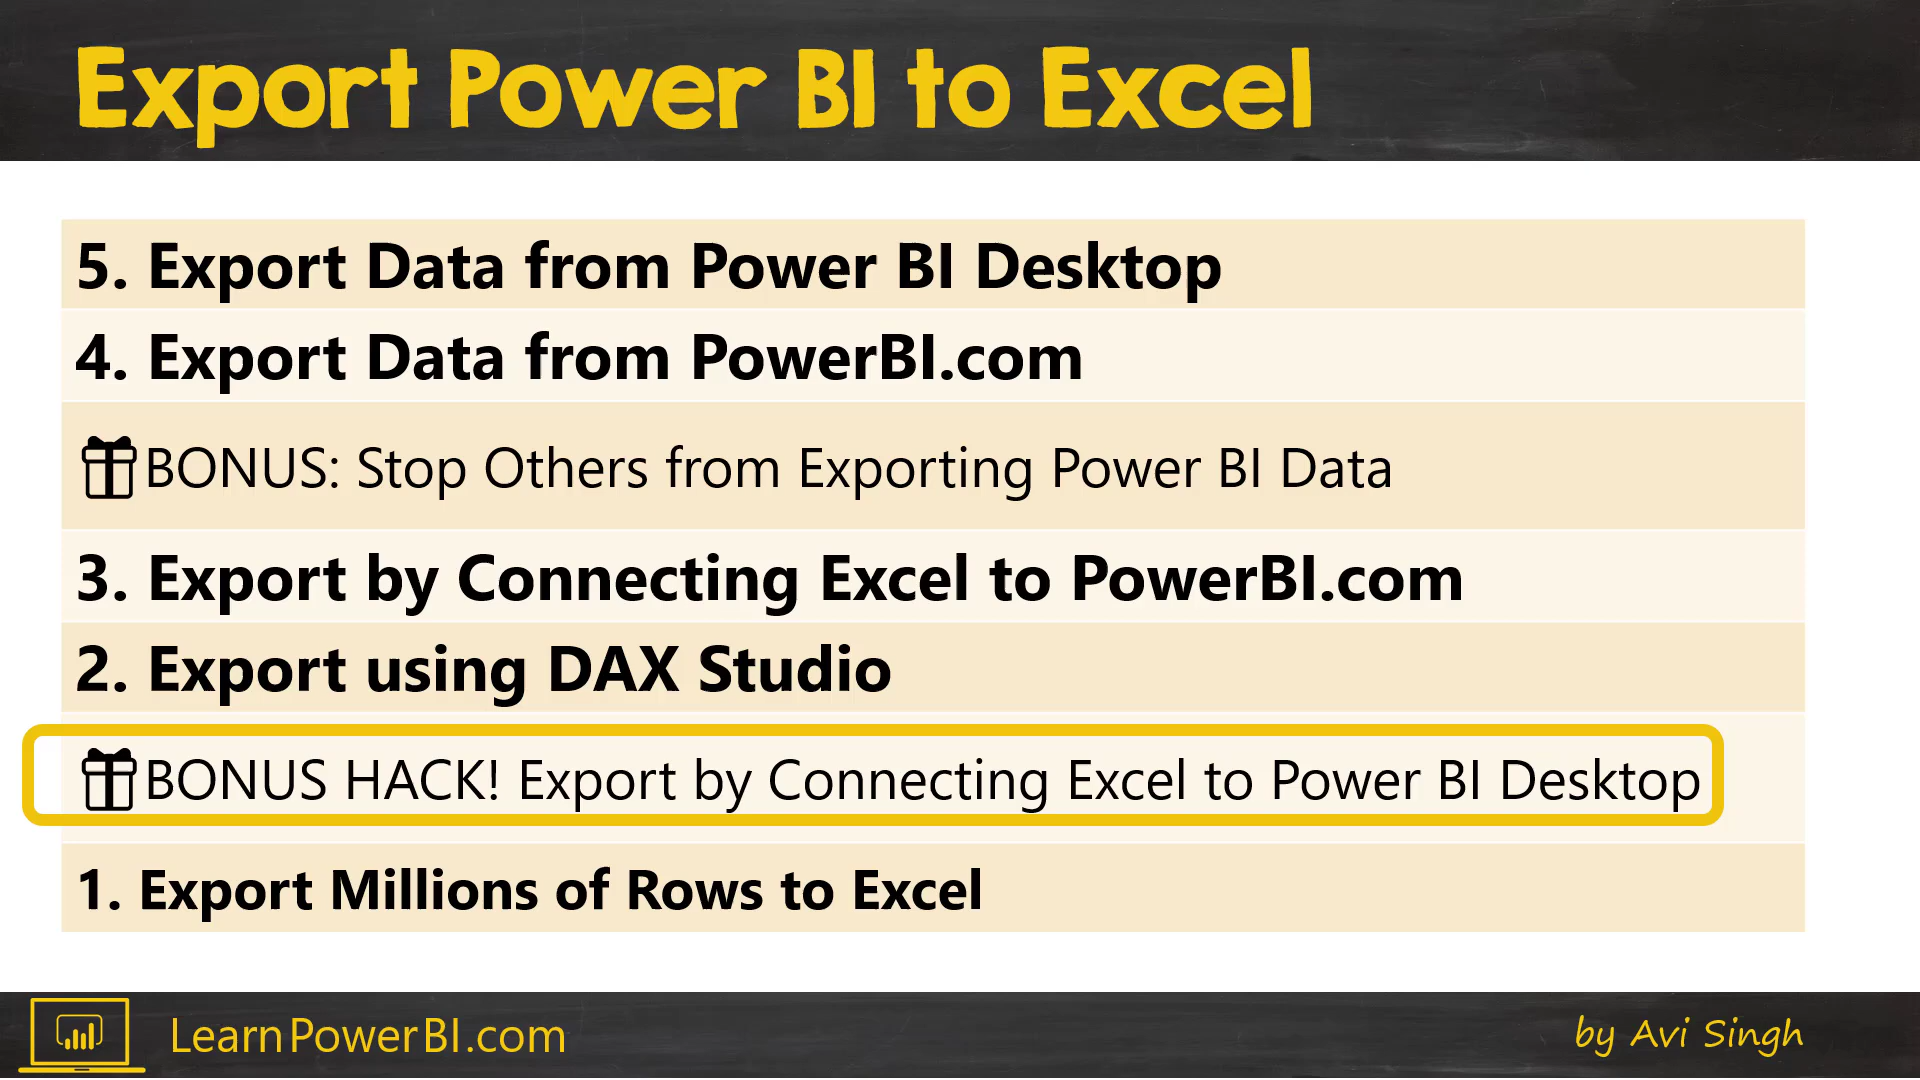 Export Power BI to Excel
5. Export Data from Power BI Desktop
4. Export Data from PowerBI.com
BONUS: Stop Others from Exporting Power BI Data
3. Export by Connecting Excel to PowerBI.com
2. Export using DAX Studio
BONUS HACK! Export by Connecting Excel to Power BI Desktop
1. Export Millions of Rows to Excel
LearnPowerBI.com
by Avi Singh